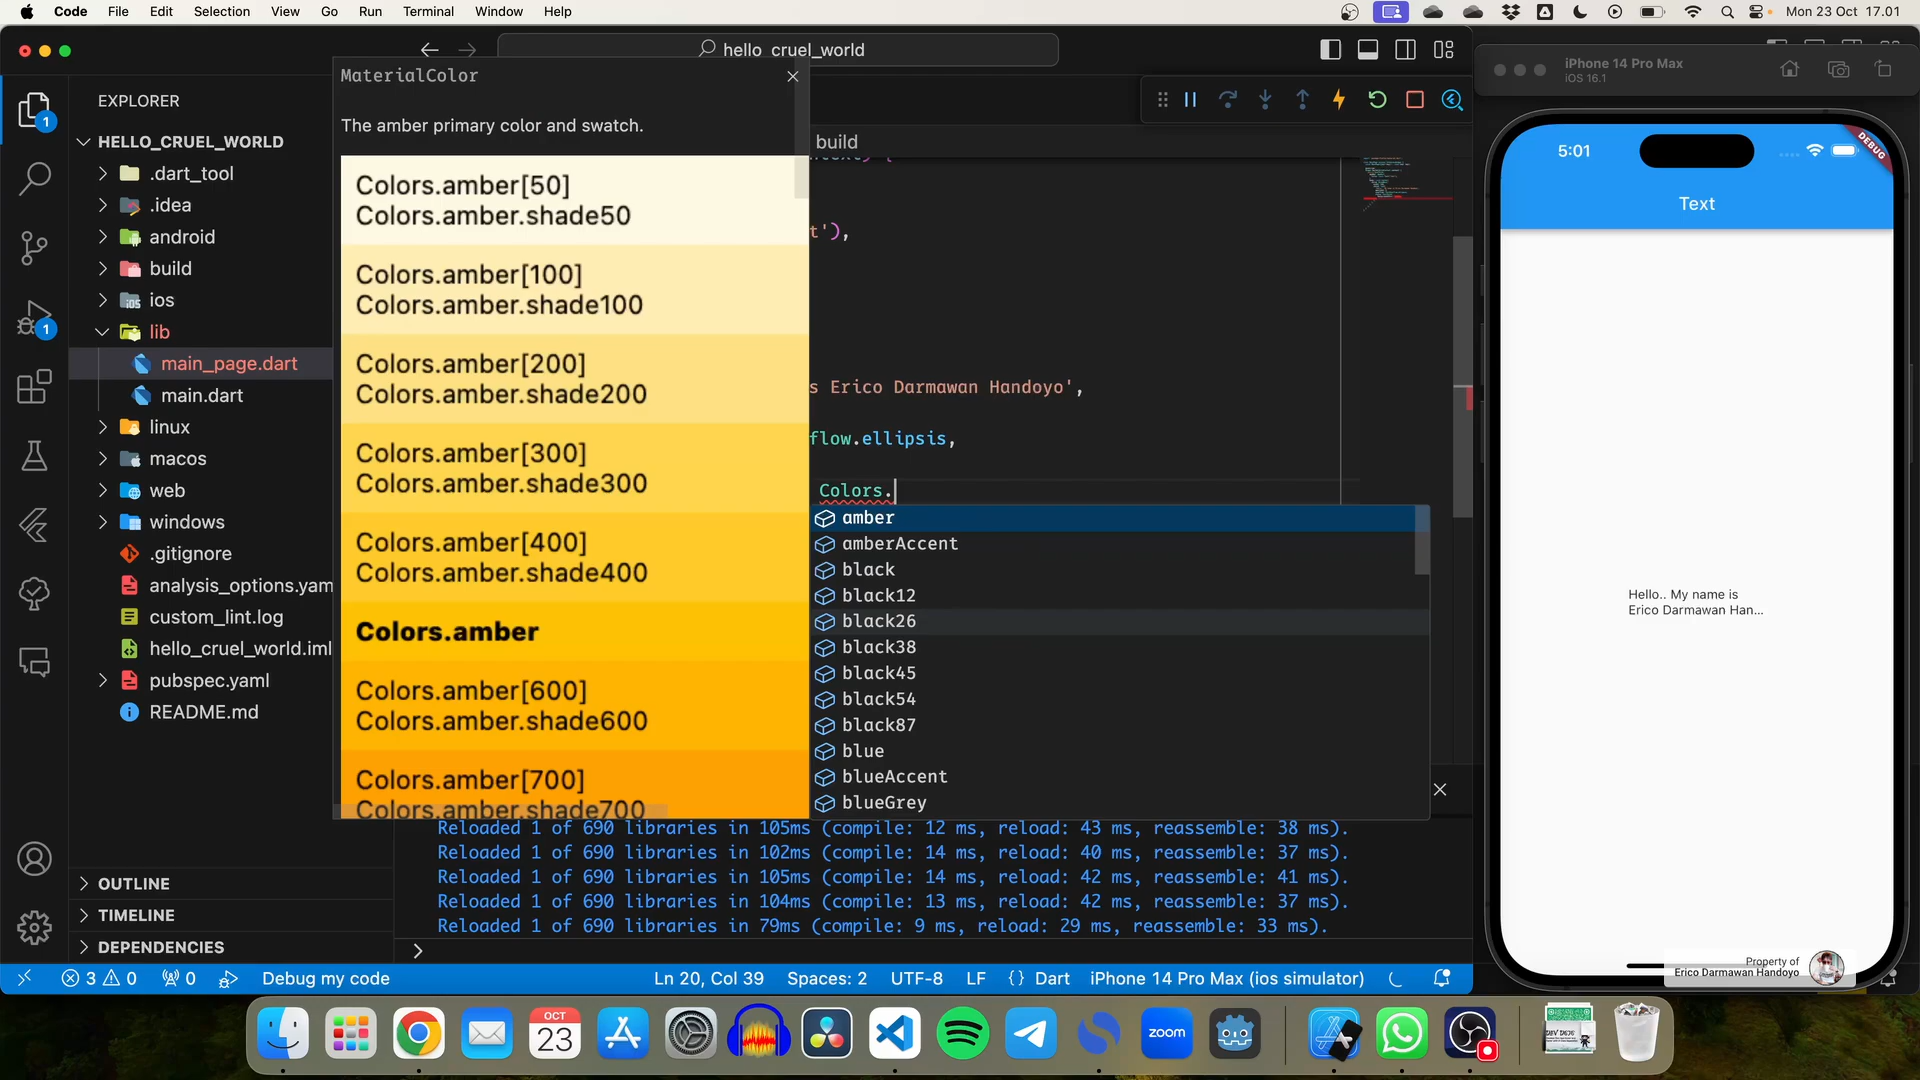 Code File Edit Selection View Go Run Terminal Window Help
Mon 23 Oct 17.01
hello_cruel_world
EXPLORER
HELLO_CRUEL_WORLD
.dart_tool
.idea
android
build
ios
lib
main_page.dart
main.dart
linux
macos
web
windows
.gitignore
analysis_options.yam
custom_lint.log
hello_cruel_world.iml
pubspec.yaml
README.md
OUTLINE
TIMELINE
DEPENDENCIES
1
1
MaterialColor
The amber primary color and swatch.
Colors.amber[50]
Colors.amber.shade50
Colors.amber[100]
Colors.amber.shade100
Colors.amber[200]
Colors.amber.shade200
Colors.amber[300]
Colors.amber.shade300
Colors.amber[400]
Colors.amber.shade400
Colors.amber
Colors.amber[600]
Colors.amber.shade600
Colors.amber[700]
Colors.amber.shade700
build
t'),
s Erico Darmawan Handoyo',
flow.ellipsis,
Colors.
amber
amberAccent
black
black12
black26
black38
black45
black54
black87
blue
blueAccent
blueGrey
Reloaded 1 of 690 libraries in 105ms (compile: 12 ms, reload: 43 ms, reassemble: 38 ms).
Reloaded 1 of 690 libraries in 102ms (compile: 14 ms, reload: 40 ms, reassemble: 37 ms).
Reloaded 1 of 690 libraries in 105ms (compile: 14 ms, reload: 42 ms, reassemble: 41 ms).
Reloaded 1 of 690 libraries in 104ms (compile: 13 ms, reload: 42 ms, reassemble: 37 ms).
Reloaded 1 of 690 libraries in 79ms (compile: 9 ms, reload: 29 ms, reassemble: 33 ms).
3 0 0 Debug my code
Ln 20, Col 39 Spaces: 2 UTF-8 LF {} Dart iPhone 14 Pro Max (ios simulator)
iPhone 14 Pro Max
iOS 16.1
5:01
DEBUG
Text
Hello.. My name is
Erico Darmawan Han...
Property of
Erico Darmawan Handoyo
OCT
23
zoom